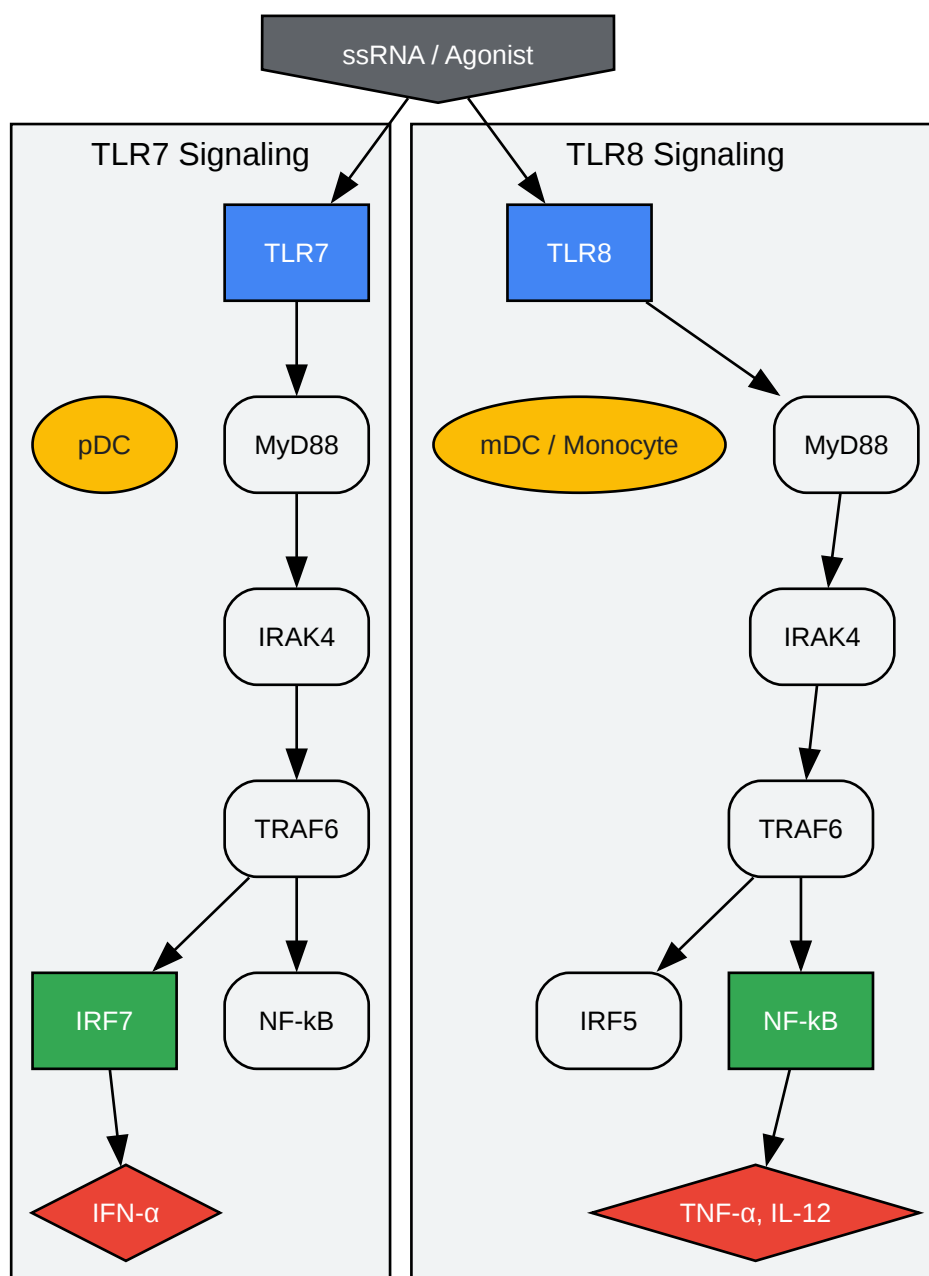 ssRNA / Agonist
TLR7 Signaling
TLR8 Signaling
TLR7
TLR8
pDC
MyD88
mDC / Monocyte
MyD88
IRAK4
IRAK4
TRAF6
TRAF6
IRF7
NF-kB
IRF5
NF-kB
IFN-α
TNF-α, IL-12